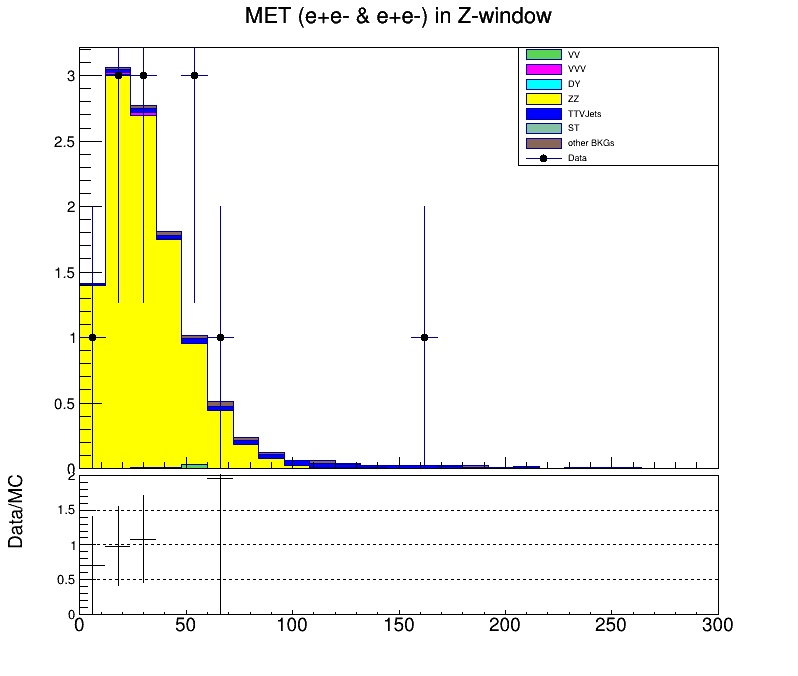 MET (e+e- & e+e-) in Z-window
VV
VVV
DY
ZZ
TTVJets
ST
other BKGs
Data
3
2.5
2
1.5
1
0.5
0
Data/MC
2
1.5
1
0.5
0
0 50 100 150 200 250 300